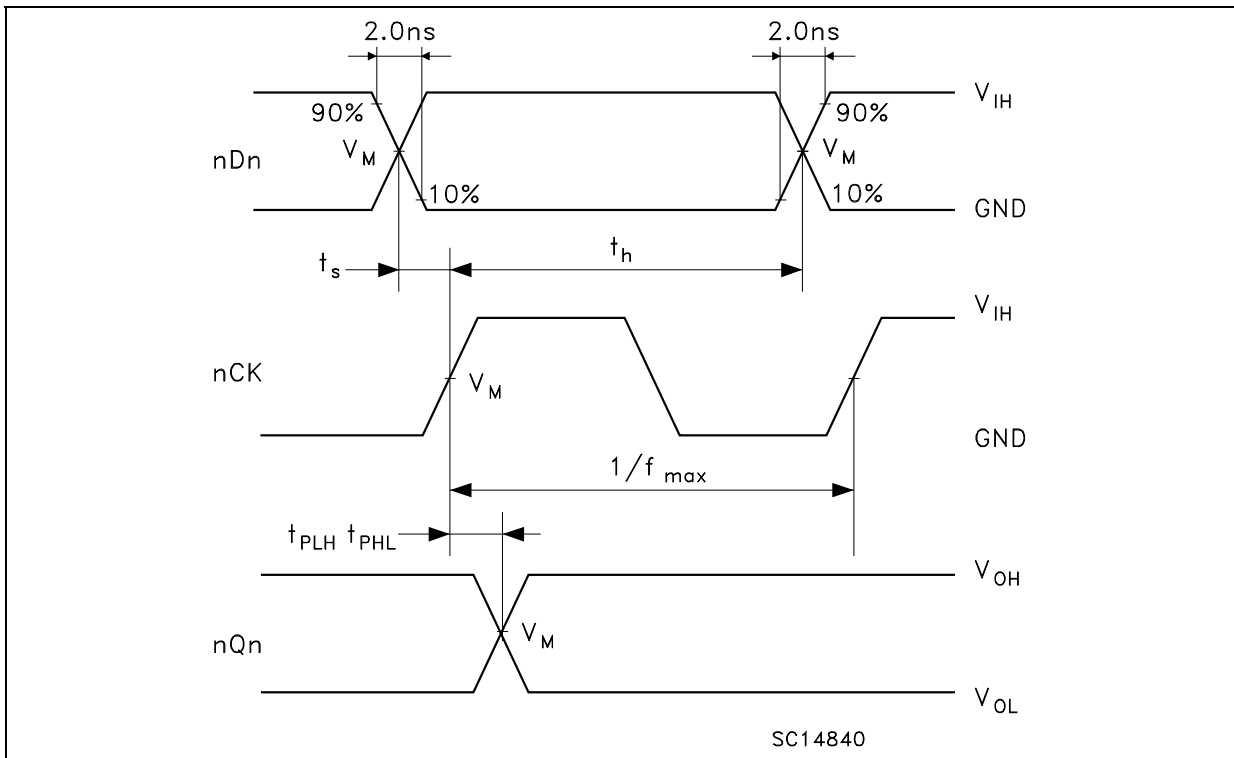 2.0ns 2.0ns
V_IH
90% 90%
nDn V_M V_M
10% 10%
GND
t_s t_h
V_IH
nCK V_M
GND
1/f_max
t_PLH t_PHL
V_OH
nQn V_M
V_OL
SC14840